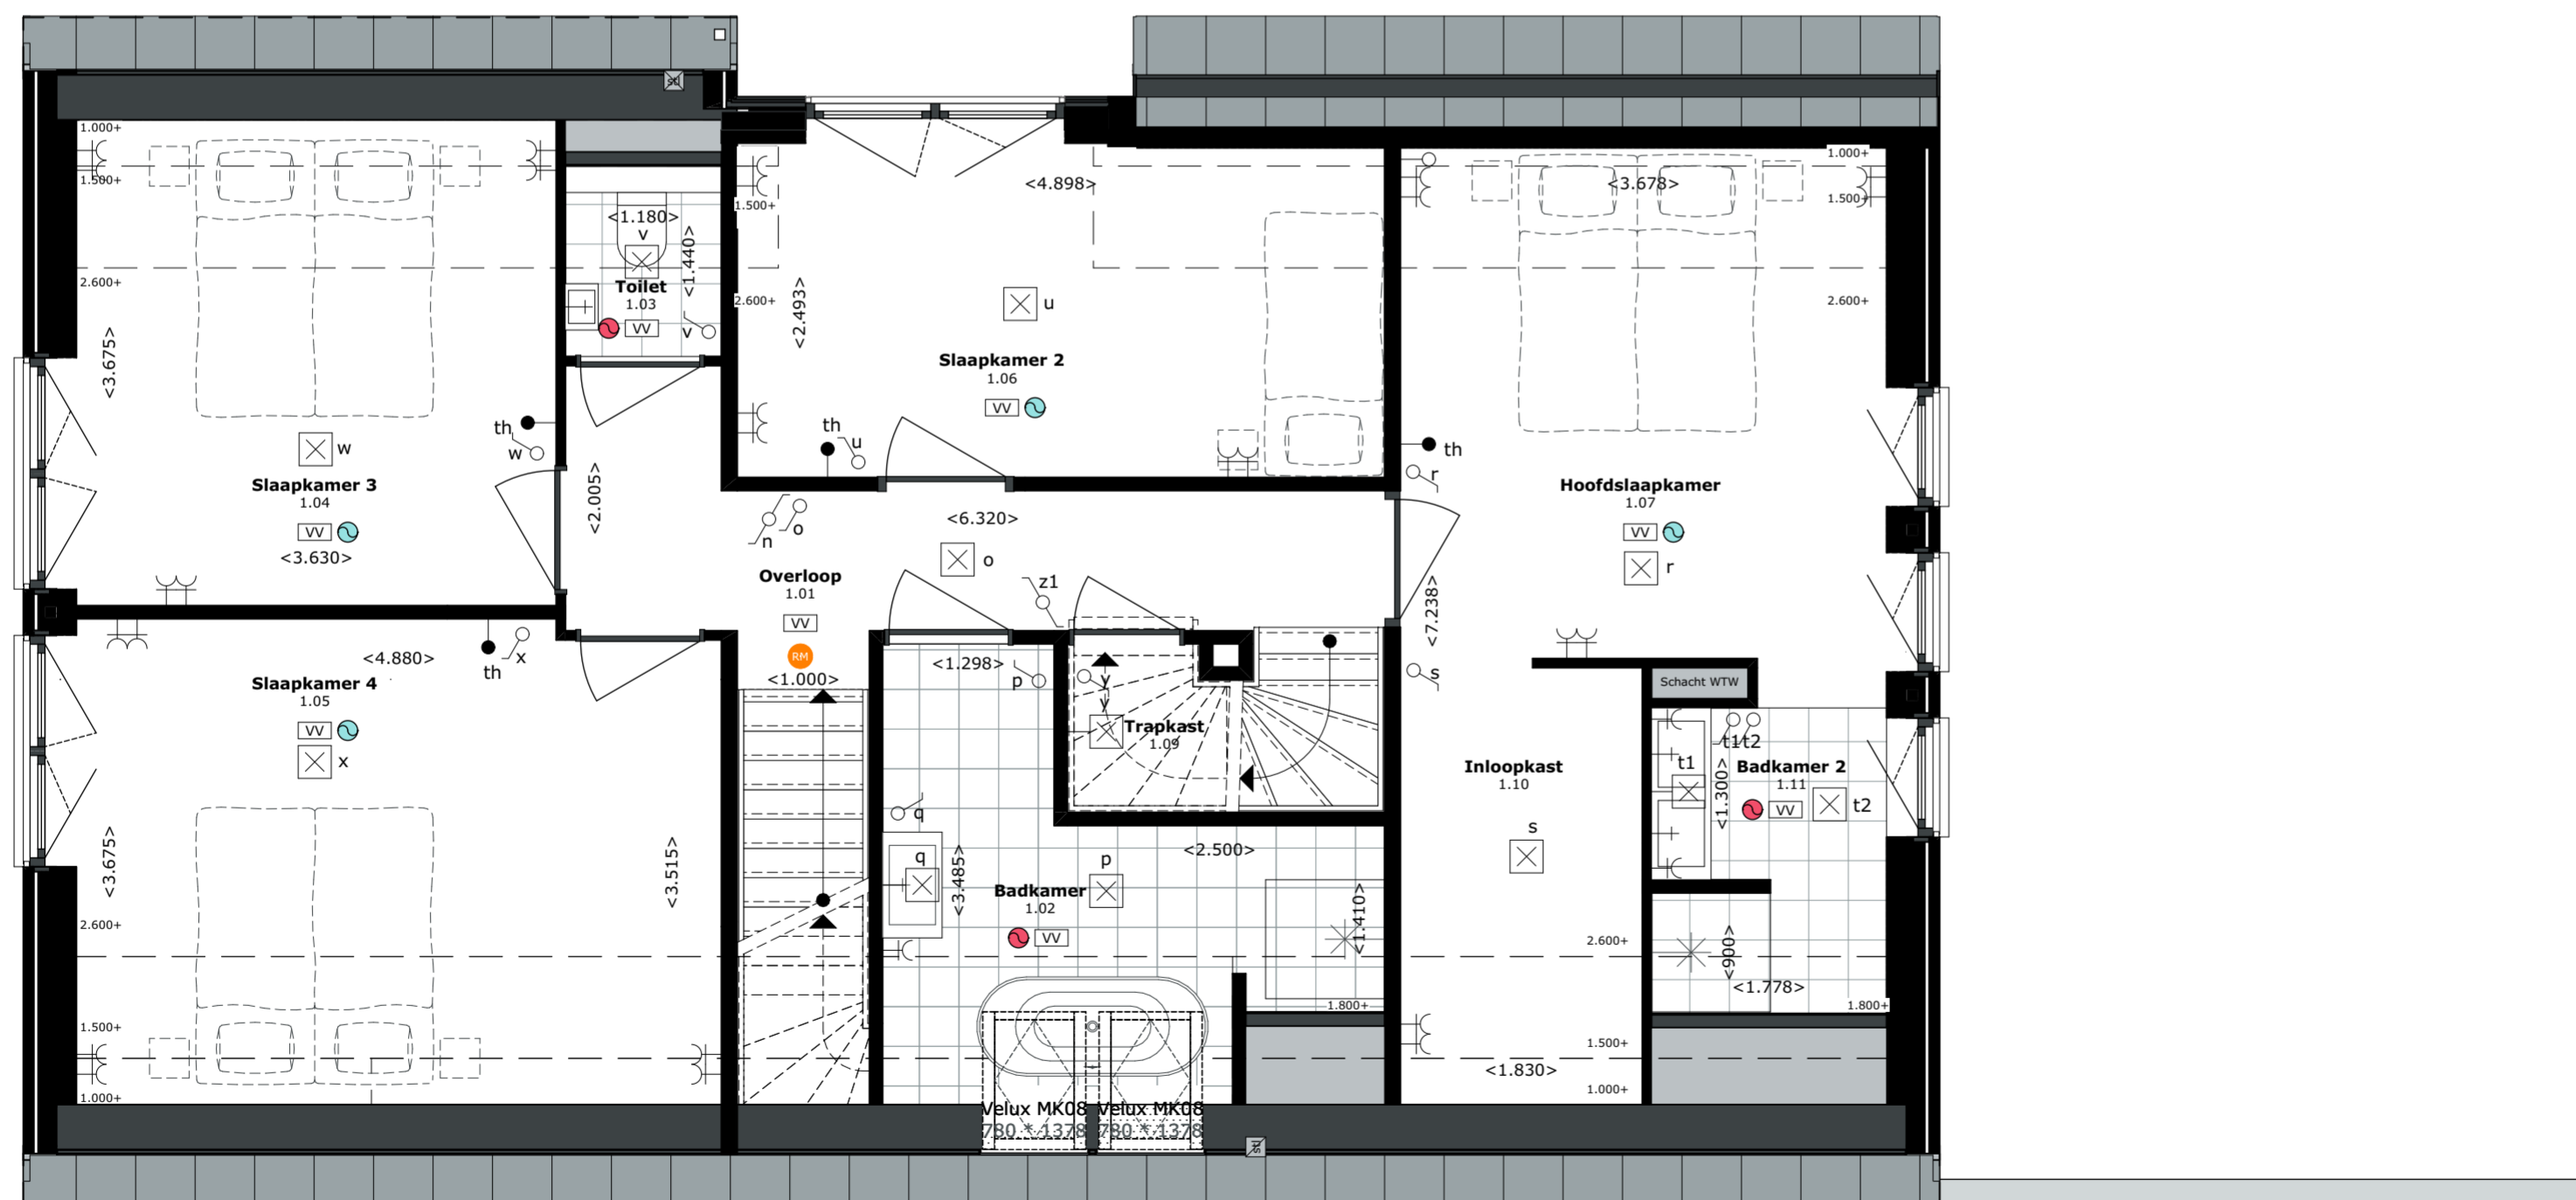 1.000+
1.500+
2.600+
<3.675>
w
th
w
Slaapkamer 3
1.04
VV
<3.630>
<1.180>
v
<1.440>
Toilet
1.03
VV
v
<2.005>
1.500+
2.600+
<2.493>
<4.898>
u
Slaapkamer 2
1.06
VV
th
u
<3.678>
1.000+
1.500+
2.600+
th
r
Hoofdslaapkamer
1.07
VV
r
<7.238>
n
o
<6.320>
o
Overloop
1.01
VV
RM
<1.000>
z1
<4.880>
th
x
Slaapkamer 4
1.05
VV
x
<3.675>
<3.515>
2.600+
1.500+
1.000+
<1.298>
p
y
y
Trapkast
1.09
q
q
<3.485>
p
Badkamer
1.02
VV
<2.500>
<1.410>
1.800+
Velux MK08
780 * 1378
Velux MK08
780 * 1378
s
Inloopkast
1.10
s
2.600+
1.500+
<1.830>
1.000+
Schacht WTW
t1t2
t1
<1.300>
Badkamer 2
1.11
VV
t2
<900>
<1.778>
1.800+